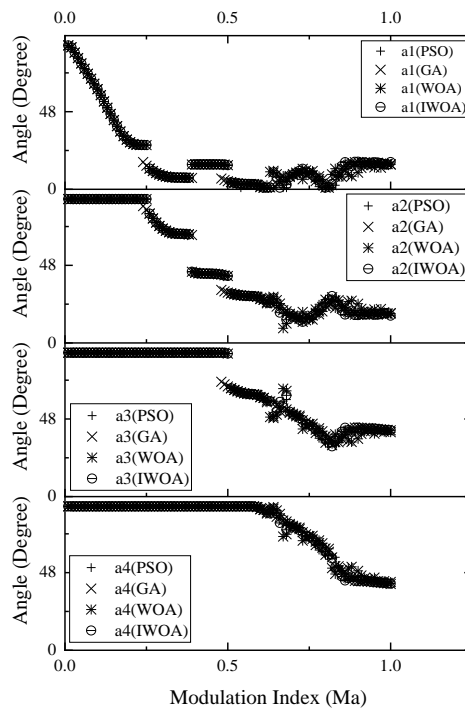 0.0 0.5 1.0
Angle (Degree)
48
0
a1(PSO)
a1(GA)
a1(WOA)
a1(IWOA)
Angle (Degree)
48
0
a2(PSO)
a2(GA)
a2(WOA)
a2(IWOA)
Angle (Degree)
48
0
a3(PSO)
a3(GA)
a3(WOA)
a3(IWOA)
Angle (Degree)
48
0
a4(PSO)
a4(GA)
a4(WOA)
a4(IWOA)
0.0 0.5 1.0
Modulation Index (Ma)